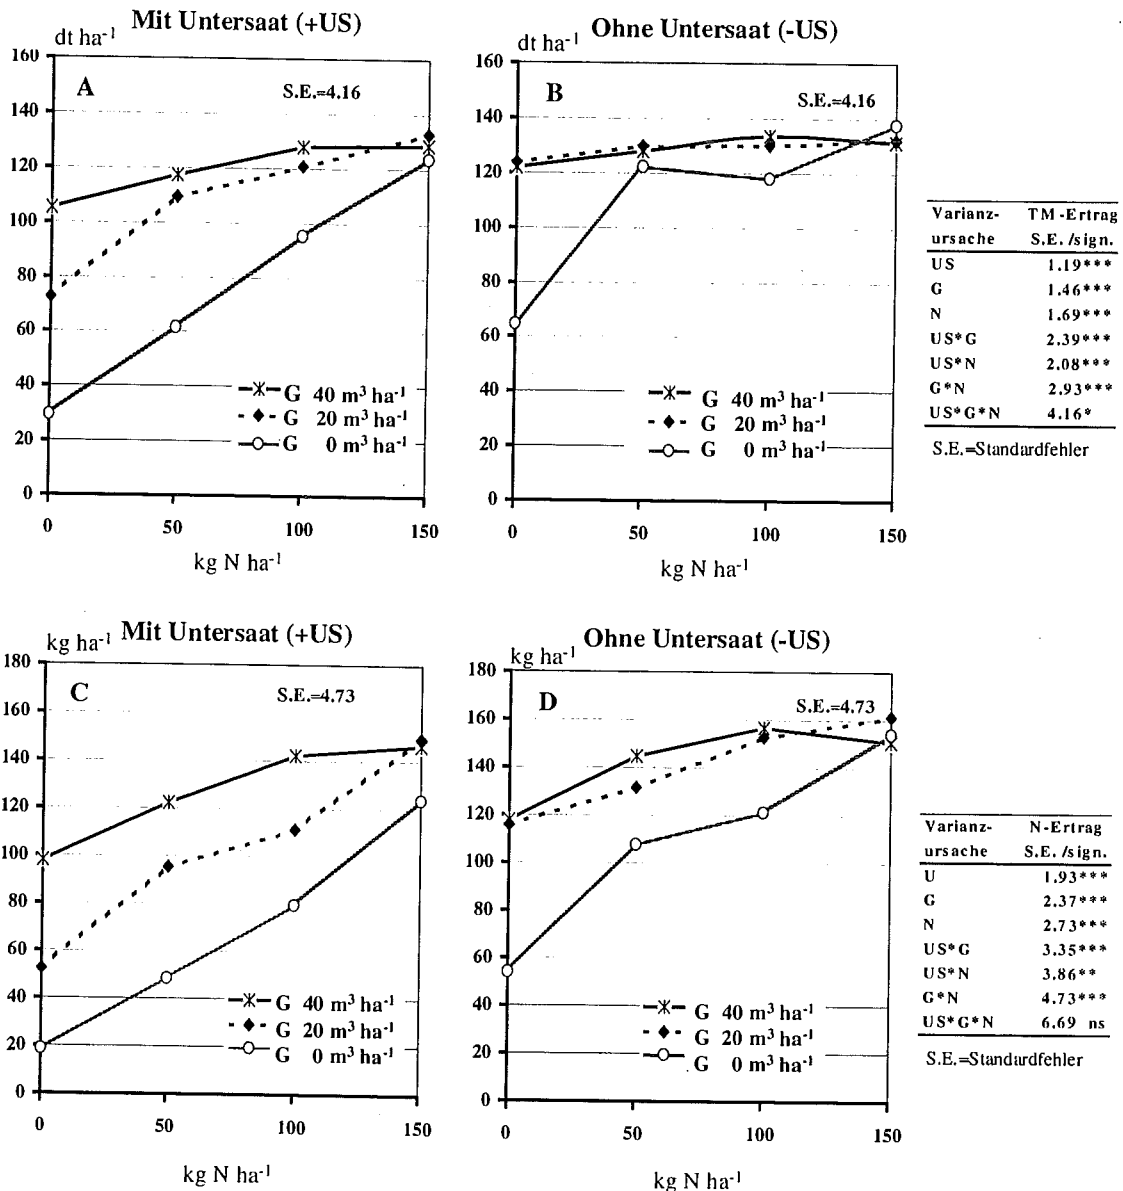 Mit Untersaat (+US)
dt ha-1
A
S.E.=4.16
160
140
120
100
80
60
40
20
0
0 50 100 150
kg N ha-1
G 40 m3 ha-1
G 20 m3 ha-1
G 0 m3 ha-1
Ohne Untersaat (-US)
dt ha-1
B
S.E.=4.16
160
140
120
100
80
60
40
20
0
0 50 100 150
kg N ha-1
G 40 m3 ha-1
G 20 m3 ha-1
G 0 m3 ha-1
Varianz- TM-Ertrag
ursache S.E. /sign.
US 1.19***
G 1.46***
N 1.69***
US*G 2.39***
US*N 2.08***
G*N 2.93***
US*G*N 4.16*
S.E.=Standardfehler
Mit Untersaat (+US)
kg ha-1
C
S.E.=4.73
180
160
140
120
100
80
60
40
20
0
0 50 100 150
kg N ha-1
G 40 m3 ha-1
G 20 m3 ha-1
G 0 m3 ha-1
Ohne Untersaat (-US)
kg ha-1
D
S.E.=4.73
180
160
140
120
100
80
60
40
20
0
0 50 100 150
kg N ha-1
G 40 m3 ha-1
G 20 m3 ha-1
G 0 m3 ha-1
Varianz- N-Ertrag
ursache S.E. /sign.
U 1.93***
G 2.37***
N 2.73***
US*G 3.35***
US*N 3.86**
G*N 4.73***
US*G*N 6.69 ns
S.E.=Standardfehler